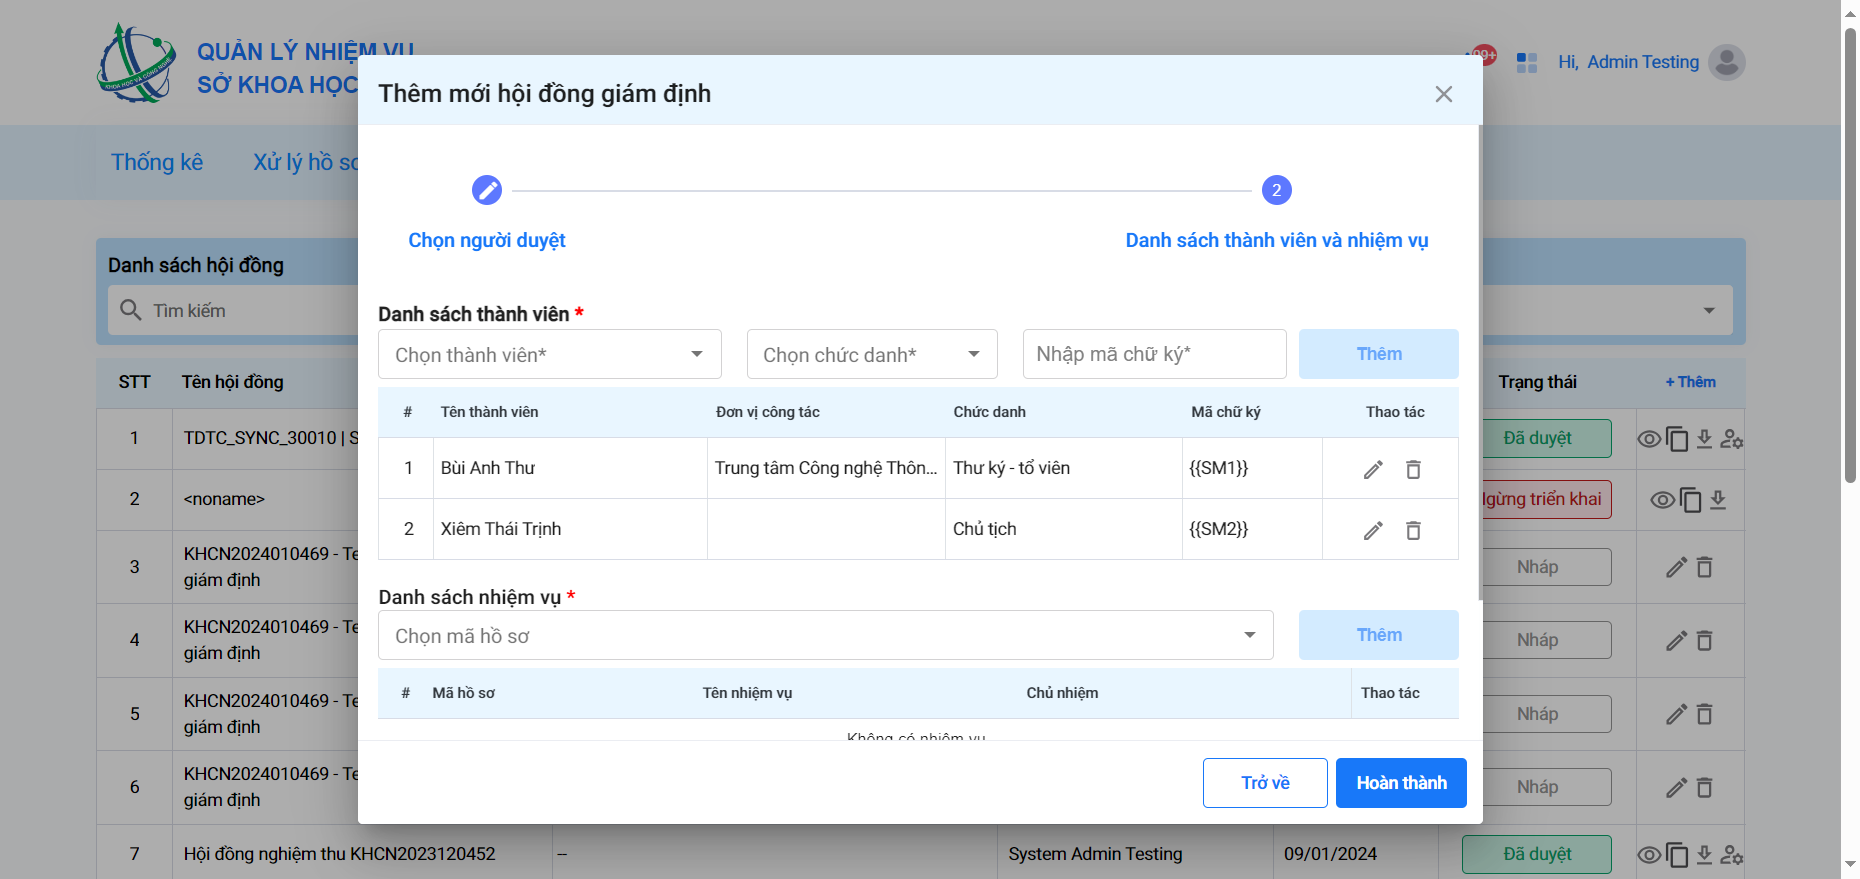 QUẢN LÝ NHIỆM VỤ
SỞ KHOA HỌC
KHOA HỌC VÀ CÔNG NGHỆ
99+
Hi, Admin Testing
Thống kê
Xử lý hồ sơ
Danh sách hội đồng
Tìm kiếm
STT Tên hội đồng Trạng thái + Thêm
1 TDTC_SYNC_30010 | S Đã duyệt
2 <noname> Ngừng triển khai
3 KHCN2024010469 - Te
giám định
Nháp
4 KHCN2024010469 - Te
giám định
Nháp
5 KHCN2024010469 - Te
giám định
Nháp
6 KHCN2024010469 - Te
giám định
Nháp
7 Hội đồng nghiệm thu KHCN2023120452 -- System Admin Testing 09/01/2024 Đã duyệt
Thêm mới hội đồng giám định
2
Chọn người duyệt
Danh sách thành viên và nhiệm vụ
Danh sách thành viên *
Chọn thành viên* Chọn chức danh* Nhập mã chữ ký* Thêm
# Tên thành viên Đơn vị công tác Chức danh Mã chữ ký Thao tác
1 Bùi Anh Thư Trung tâm Công nghệ Thôn... Thư ký - tổ viên {{SM1}}
2 Xiêm Thái Trịnh Chủ tịch {{SM2}}
Danh sách nhiệm vụ *
Chọn mã hồ sơ Thêm
# Mã hồ sơ Tên nhiệm vụ Chủ nhiệm Thao tác
Không có nhiệm vụ
Trở về Hoàn thành